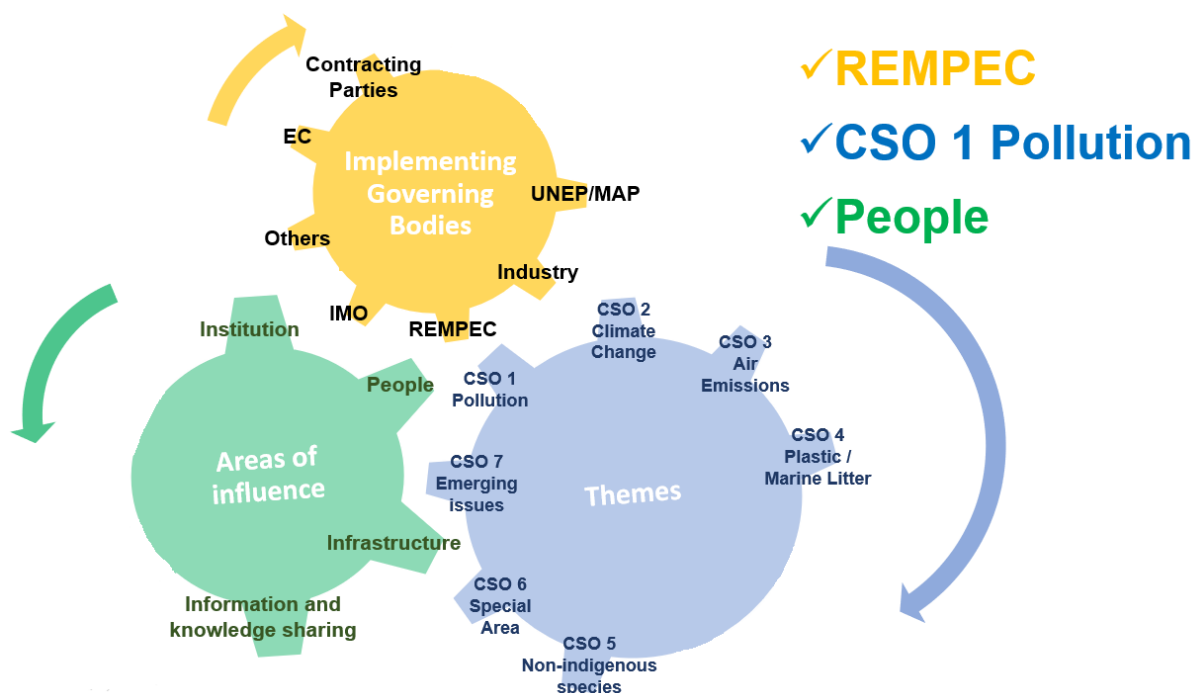 Contracting
Parties
EC
Implementing
Governing
Bodies
UNEP/MAP
Others
Industry
IMO
REMPEC
✓REMPEC
✓CSO 1 Pollution
✓People
Institution
People
Areas of
influence
Infrastructure
Information and
knowledge sharing
CSO 1
Pollution
CSO 2
Climate
Change
CSO 3
Air
Emissions
CSO 4
Plastic /
Marine Litter
Themes
CSO 7
Emerging
issues
CSO 6
Special
Area
CSO 5
Non-indigenous
species